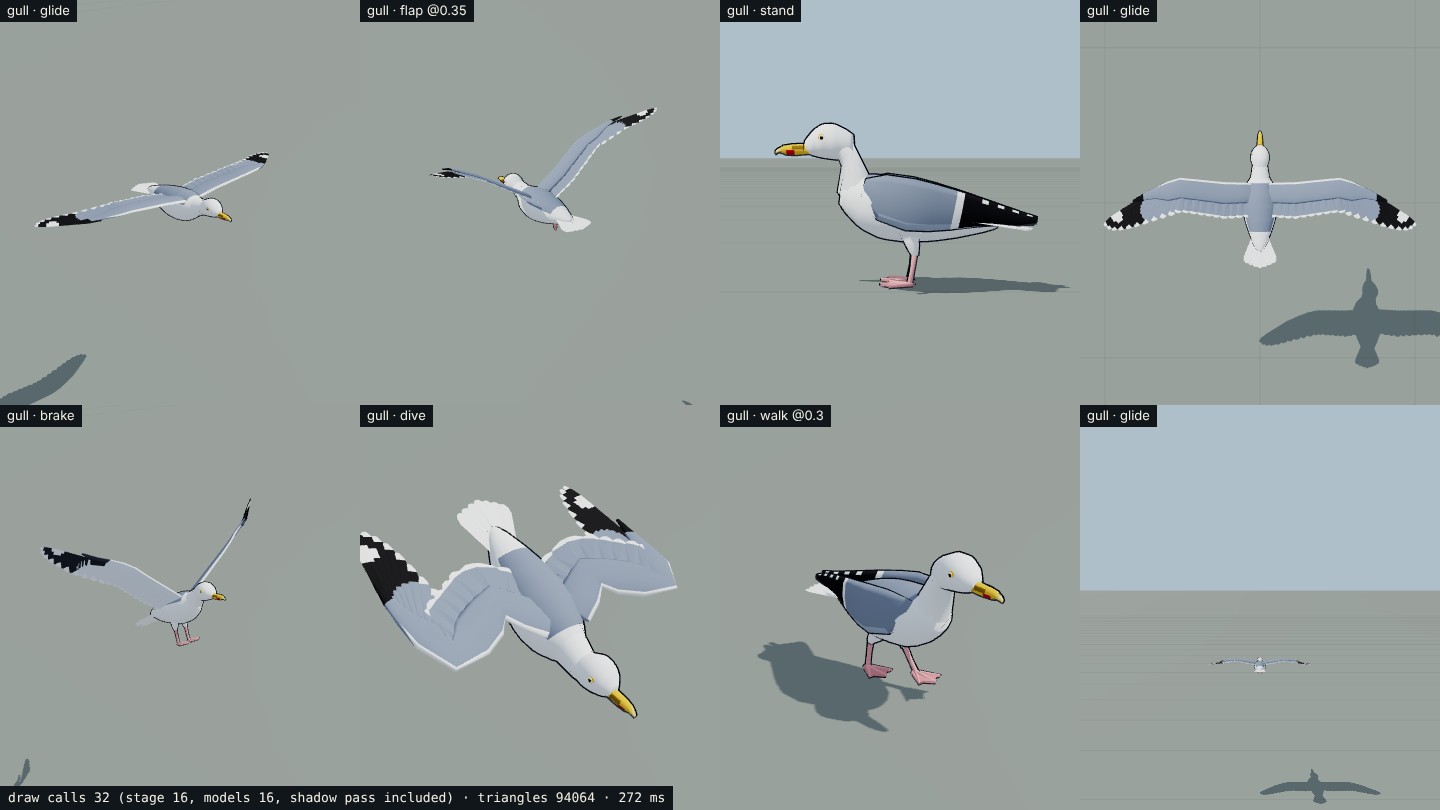 gull · glide
gull · flap @0.35
gull · stand
gull · glide
gull · brake
gull · dive
gull · walk @0.3
gull · glide
draw calls 32 (stage 16, models 16, shadow pass included) · triangles 94064 · 272 ms